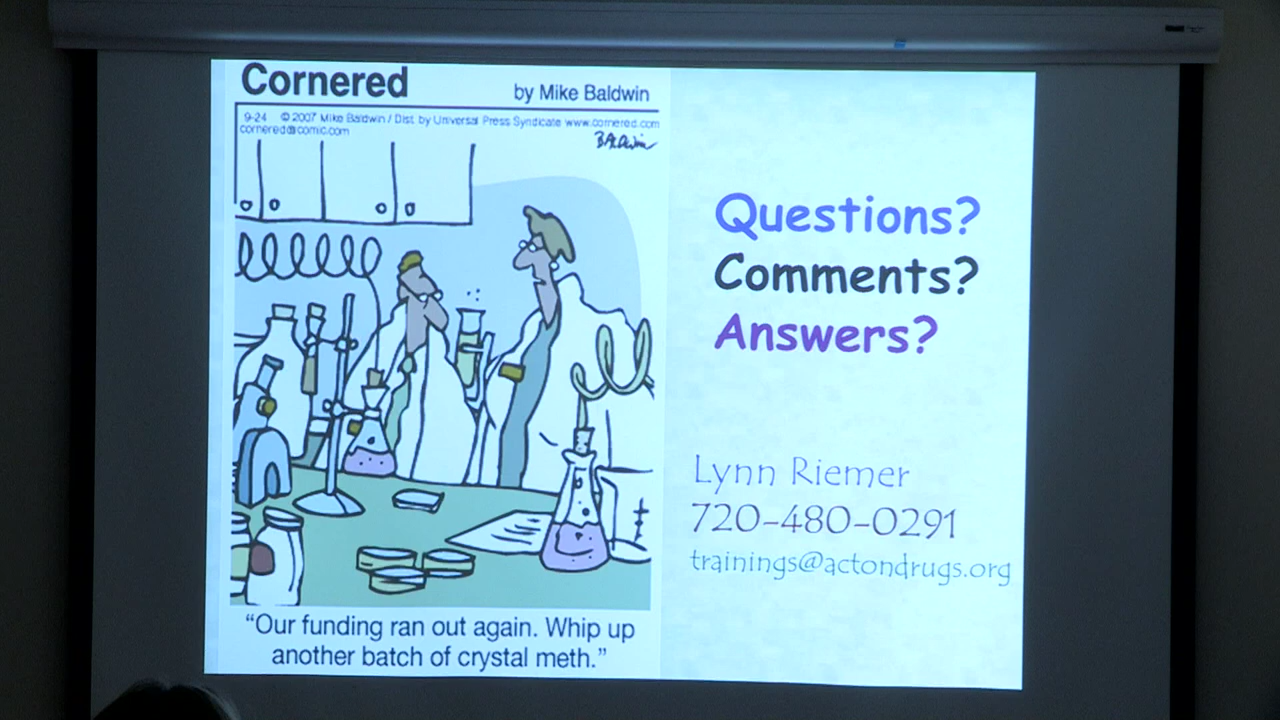 Cornered
by Mike Baldwin
9-24 © 2007 Mike Baldwin / Dist. by Universal Press Syndicate www.cornered.com
cornered@comic.com
Baldwin
“Our funding ran out again. Whip up
another batch of crystal meth.”
Questions?
Comments?
Answers?
Lynn Riemer
720-480-0291
trainings@actondrugs.org